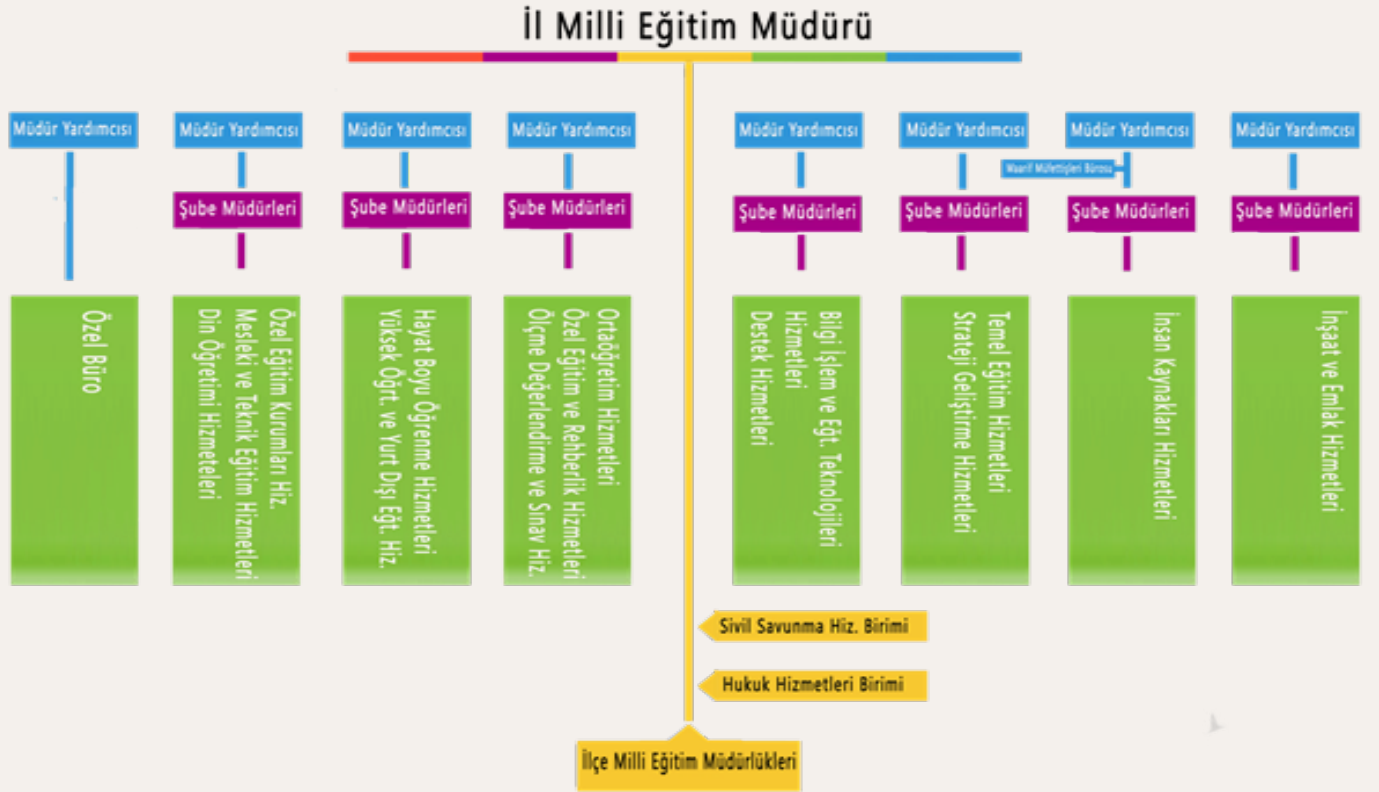 İl Milli Eğitim Müdürü
Müdür Yardımcısı
Müdür Yardımcısı
Müdür Yardımcısı
Müdür Yardımcısı
Müdür Yardımcısı
Müdür Yardımcısı
Müdür Yardımcısı
Müdür Yardımcısı
Maarif Müfettişleri Bürosu
Şube Müdürleri
Şube Müdürleri
Şube Müdürleri
Şube Müdürleri
Şube Müdürleri
Şube Müdürleri
Şube Müdürleri
Özel Büro
Özel Eğitim Kurumları Hiz.
Mesleki ve Teknik Eğitim Hizmetleri
Din Öğretimi Hizmeteleri
Hayat Boyu Öğrenme Hizmetleri
Yüksek Öğrt. ve Yurt Dışı Eğt. Hiz.
Ortaöğretim Hizmetleri
Özel Eğitim ve Rehberlik Hizmetleri
Ölçme Değerlendirme ve Sınav Hiz.
Bilgi İşlem ve Eğt. Teknolojileri
Hizmetleri
Destek Hizmetleri
Temel Eğitim Hizmetleri
Strateji Geliştirme Hizmetleri
İnsan Kaynakları Hizmetleri
İnşaat ve Emlak Hizmetleri
Sivil Savunma Hiz. Birimi
Hukuk Hizmetleri Birimi
İlçe Milli Eğitim Müdürlükleri